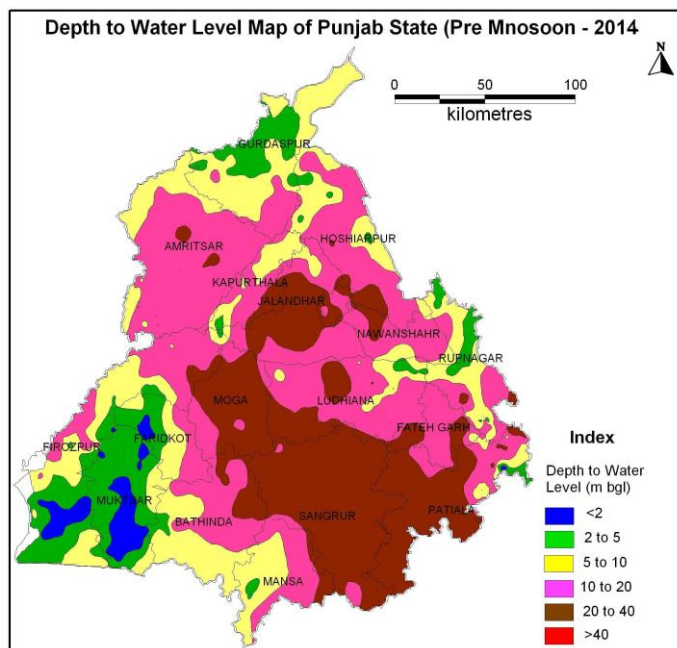 Depth to Water Level Map of Punjab State (Pre Mnosoon - 2014
N
0 50 100
kilometres
GURDASPUR
AMRITSAR
HOSHIARPUR
KAPURTHALA
JALANDHAR
NAWANSHAHR
RUPNAGAR
MOGA
LUDHIANA
FATEH GARH
FIROZPUR
FARIDKOT
MUKTSAR
BATHINDA
SANGRUR
PATIALA
MANSA
Index
Depth to Water
Level (m bgl)
<2
2 to 5
5 to 10
10 to 20
20 to 40
>40